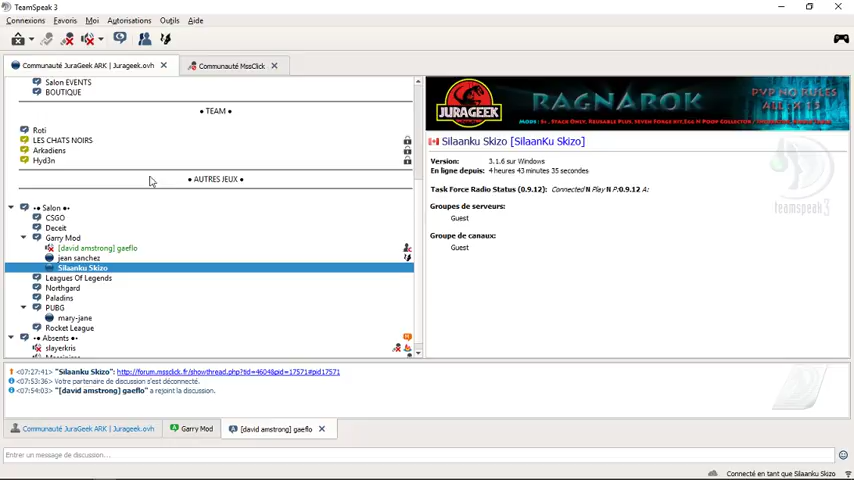 TeamSpeak 3
Connexions Favoris Moi Autorisations Outils Aide
Communauté JuraGeek ARK | Jurageek.ovh
Communauté MssClick
Salon EVENTS
BOUTIQUE
● TEAM ●
Roti
LES CHATS NOIRS
Arkadiens
Hyd3n
● AUTRES JEUX ●
•● Salon ●•
CSGO
Deceit
Garry Mod
[david amstrong] gaeflo
jean sanchez
Silaanku Skizo
Leagues Of Legends
Northgard
Paladins
PUBG
mary-jane
Rocket League
•● Absents ●•
slayerkris
JURASSIC
JURAGEEK
RAGNAROK
PVP NO RULES
ALL : X 15
Silaanku Skizo [SilaanKu Skizo]
Version: 3.1.6 sur Windows
En ligne depuis: 4 heures 43 minutes 35 secondes
Task Force Radio Status (0.9.12) Connected N Play N P:0.9.12 A:
Groupes de serveurs:
Guest
Groupe de canaux:
Guest
teamspeak3
<07:27:41> "Silaanku Skizo": http://forum.mssclick.fr/showthread.php?tid=4604&pid=17571#pid17571
<07:53:36> Votre partenaire de discussion s'est déconnecté.
<07:54:03> "[david amstrong] gaeflo" a rejoint la discussion.
Communauté JuraGeek ARK | Jurageek.ovh
Garry Mod
[david amstrong] gaeflo
Entrer un message de discussion...
Connecté en tant que Silaanku Skizo